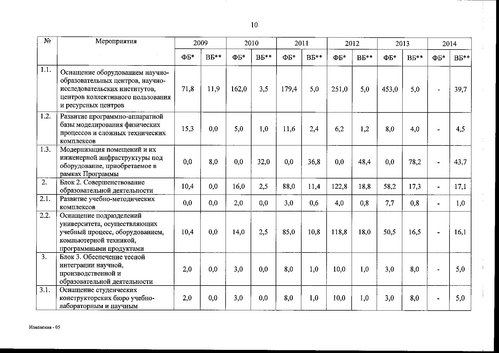 10
№ Мероприятия 2009 2010 2011 2012 2013 2014
ФБ* ВБ** ФБ* ВБ** ФБ* ВБ** ФБ* ВБ** ФБ* ВБ** ФБ* ВБ**
1.1. Оснащение оборудованием научно-
образовательных центров, научно-
исследовательских институтов, 71,8 11,9 162,0 3,5 179,4 5,0 251,0 5,0 453,0 5,0 - 39,7
центров коллективного пользования
и ресурсных центров
1.2. Развитие программно-аппаратной
базы моделирования физических 15,3 0,0 5,0 1,0 11,6 2,4 6,2 1,2 8,0 4,0 - 4,5
процессов и сложных технических
комплексов
1.3. Модернизация помещений и их
инженерной инфраструктуры под 0,0 8,0 0,0 32,0 0,0 36,8 0,0 48,4 0,0 78,2 - 43,7
оборудование, приобретаемое в
рамках Программы
2. Блок 2. Совершенствование 10,4 0,0 16,0 2,5 88,0 11,4 122,8 18,8 58,2 17,3 - 17,1
образовательной деятельности
2.1. Развитие учебно-методических 0,0 0,0 2,0 0,0 3,0 0,6 4,0 0,8 7,7 0,8 - 1,0
комплексов
2.2. Оснащение подразделений
университета, осуществляющих
учебный процесс, оборудованием, 10,4 0,0 14,0 2,5 85,0 10,8 118,8 18,0 50,5 16,5 - 16,1
компьютерной техникой,
программными продуктами
3. Блок 3. Обеспечение тесной
интеграции научной, 2,0 0,0 3,0 0,0 8,0 1,0 10,0 1,0 3,0 8,0 - 5,0
производственной и
образовательной деятельности
3.1. Оснащение студенческих
конструкторских бюро учебно- 2,0 0,0 3,0 0,0 8,0 1,0 10,0 1,0 3,0 8,0 - 5,0
лабораторным и научным